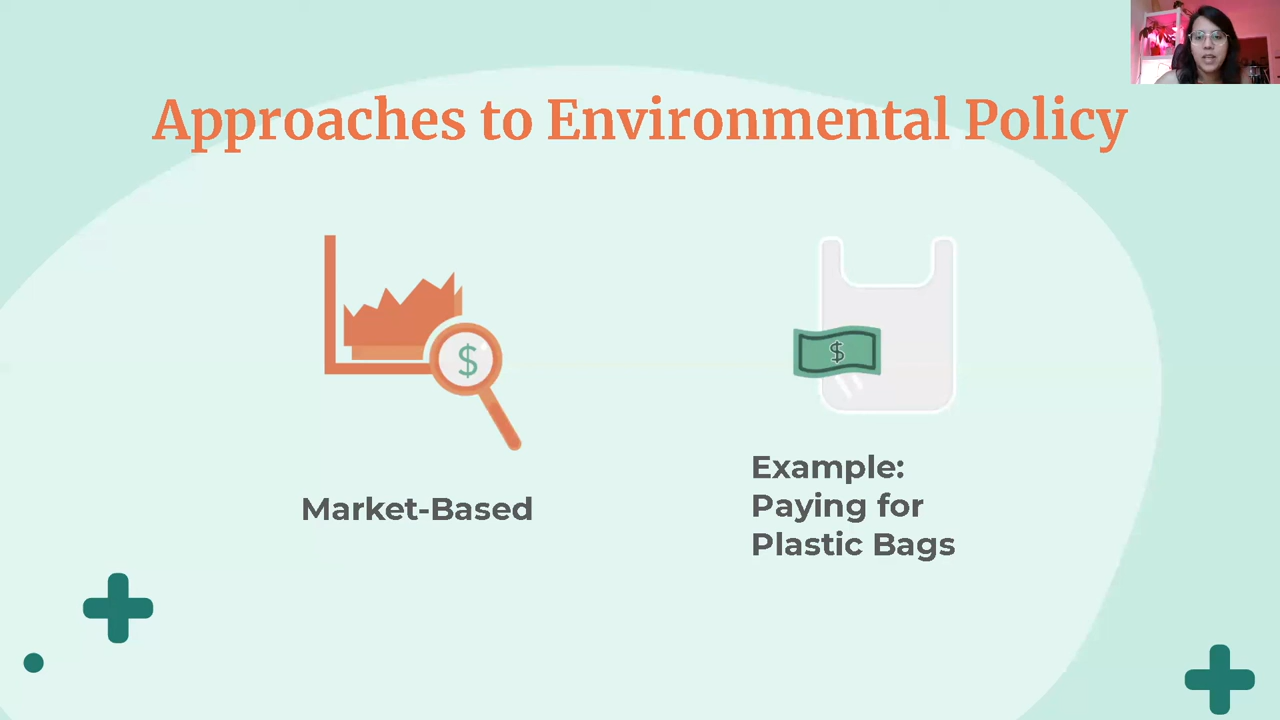 Approaches to Environmental Policy
$
$
Market-Based
Example:
Paying for
Plastic Bags